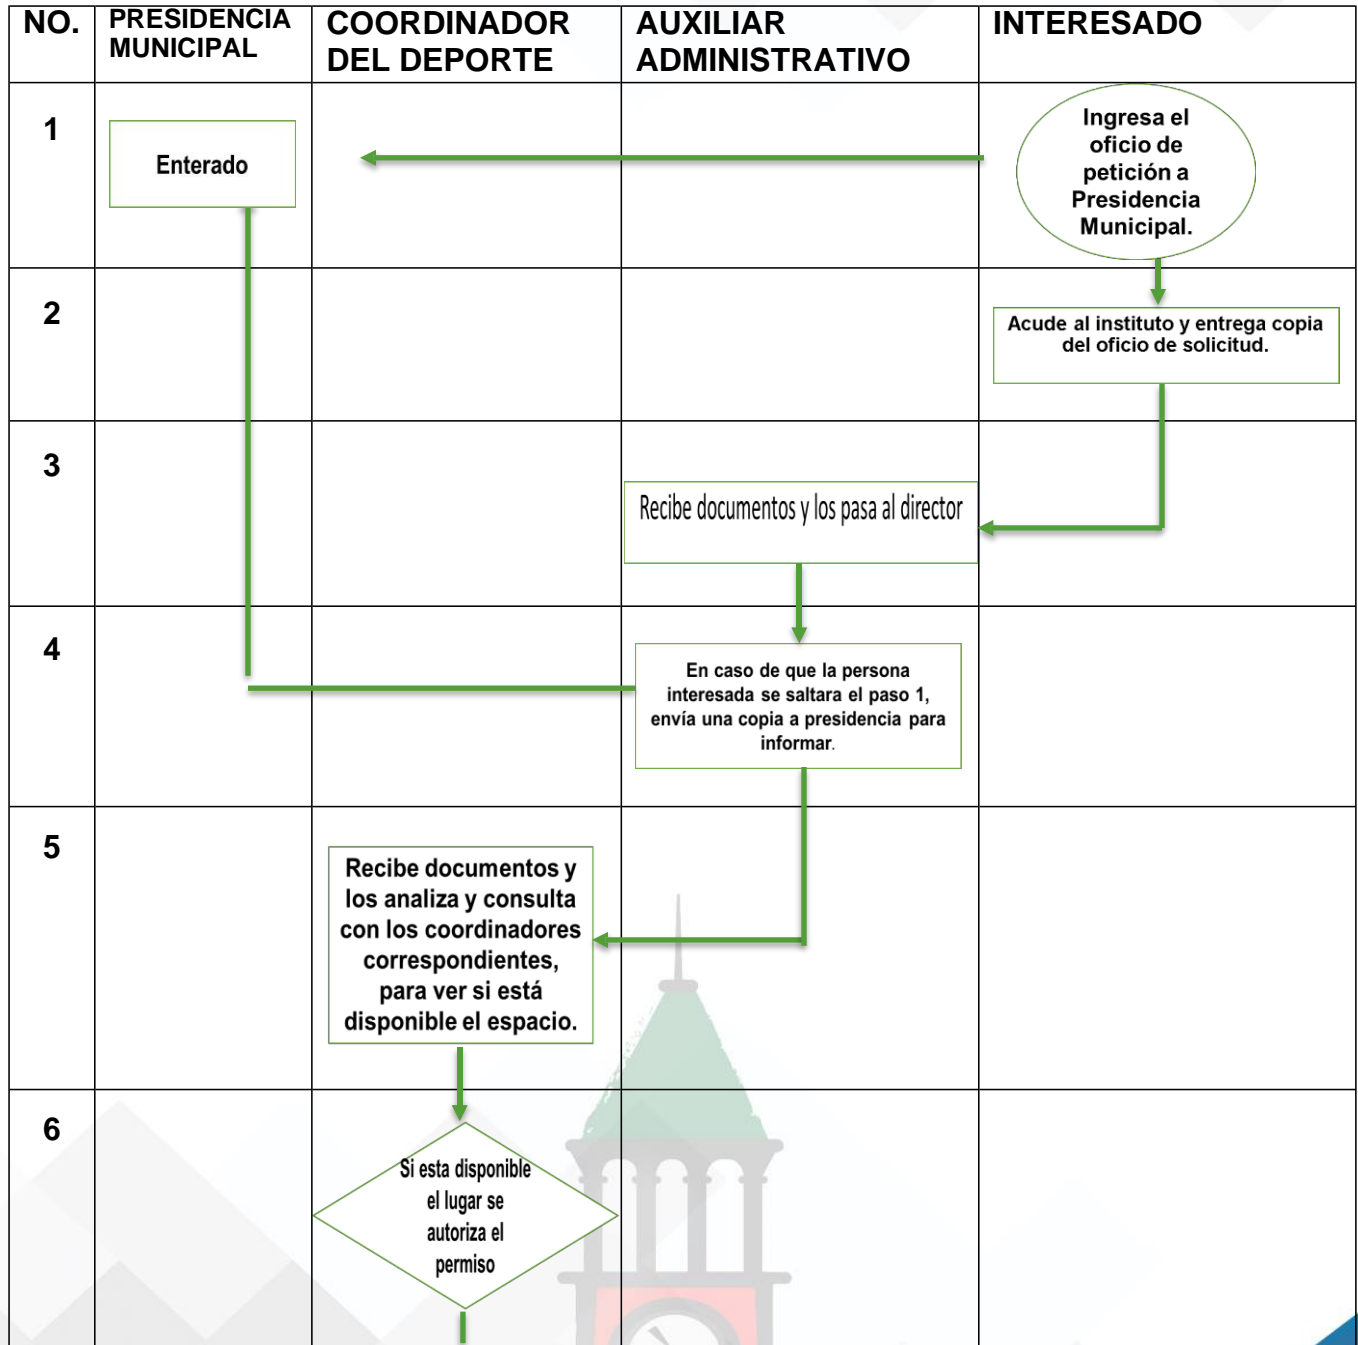 NO.
PRESIDENCIA
MUNICIPAL
COORDINADOR
DEL DEPORTE
AUXILIAR
ADMINISTRATIVO
INTERESADO
1
Enterado
Ingresa el
oficio de
petición a
Presidencia
Municipal.
2
Acude al instituto y entrega copia
del oficio de solicitud.
3
Recibe documentos y los pasa al director
4
En caso de que la persona
interesada se saltara el paso 1,
envía una copia a presidencia para
informar.
5
Recibe documentos y
los analiza y consulta
con los coordinadores
correspondientes,
para ver si está
disponible el espacio.
6
Si esta disponible
el lugar se
autoriza el
permiso